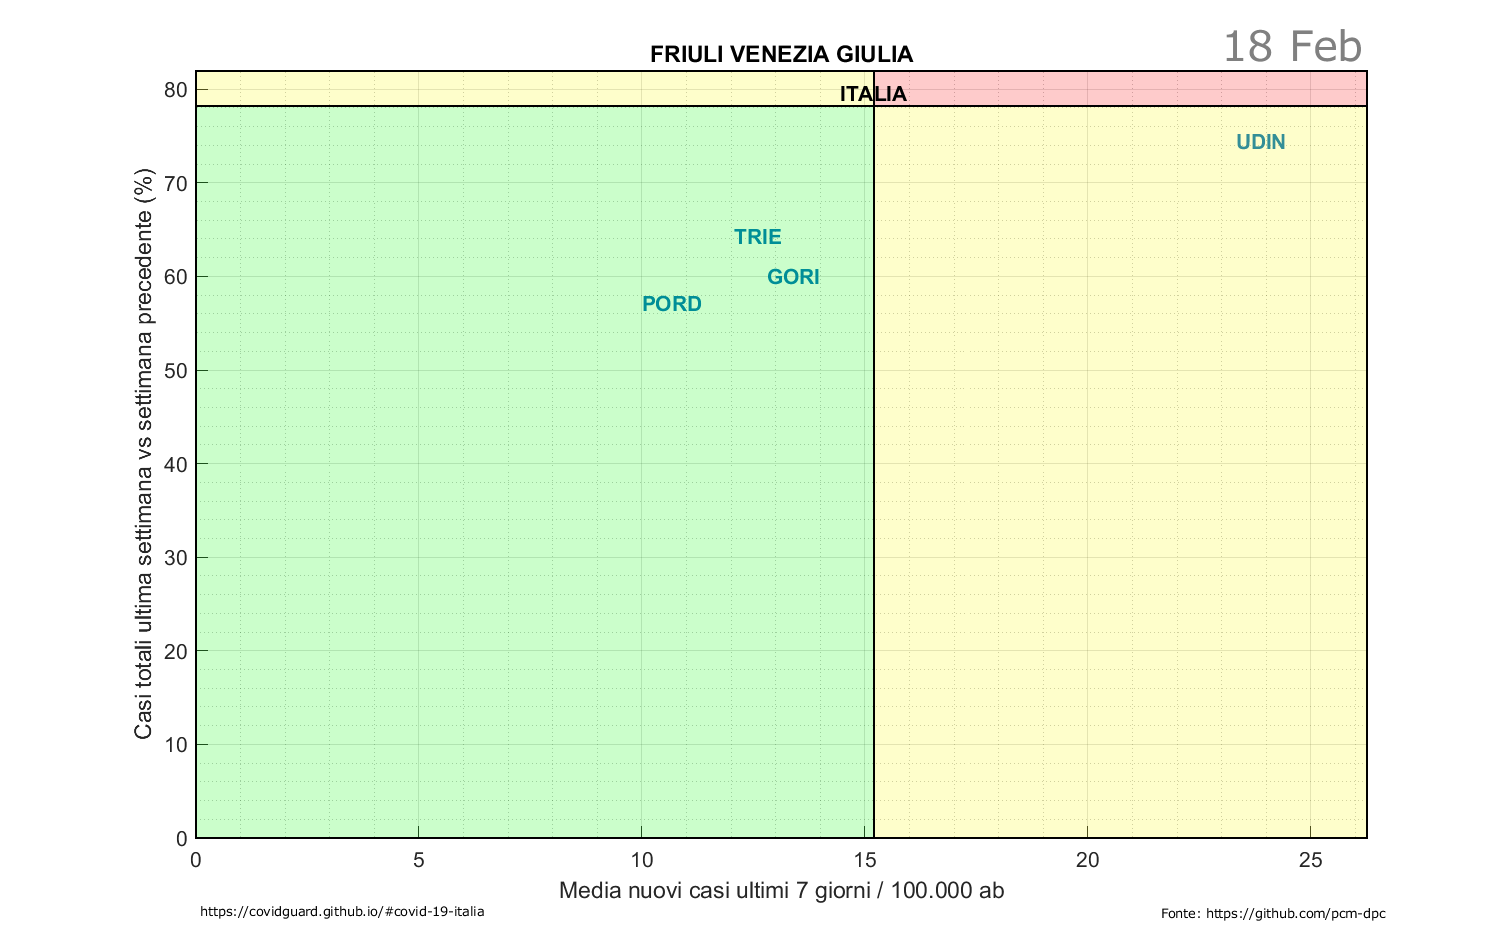 18 Feb
FRIULI VENEZIA GIULIA
80
ITALIA
UDIN
70
TRIE
60
GORI
PORD
50
40
30
20
10
0
Casi totali ultima settimana vs settimana precedente (%)
0 5 10 15 20 25
Media nuovi casi ultimi 7 giorni / 100.000 ab
https://covidguard.github.io/#covid-19-italia
Fonte: https://github.com/pcm-dpc